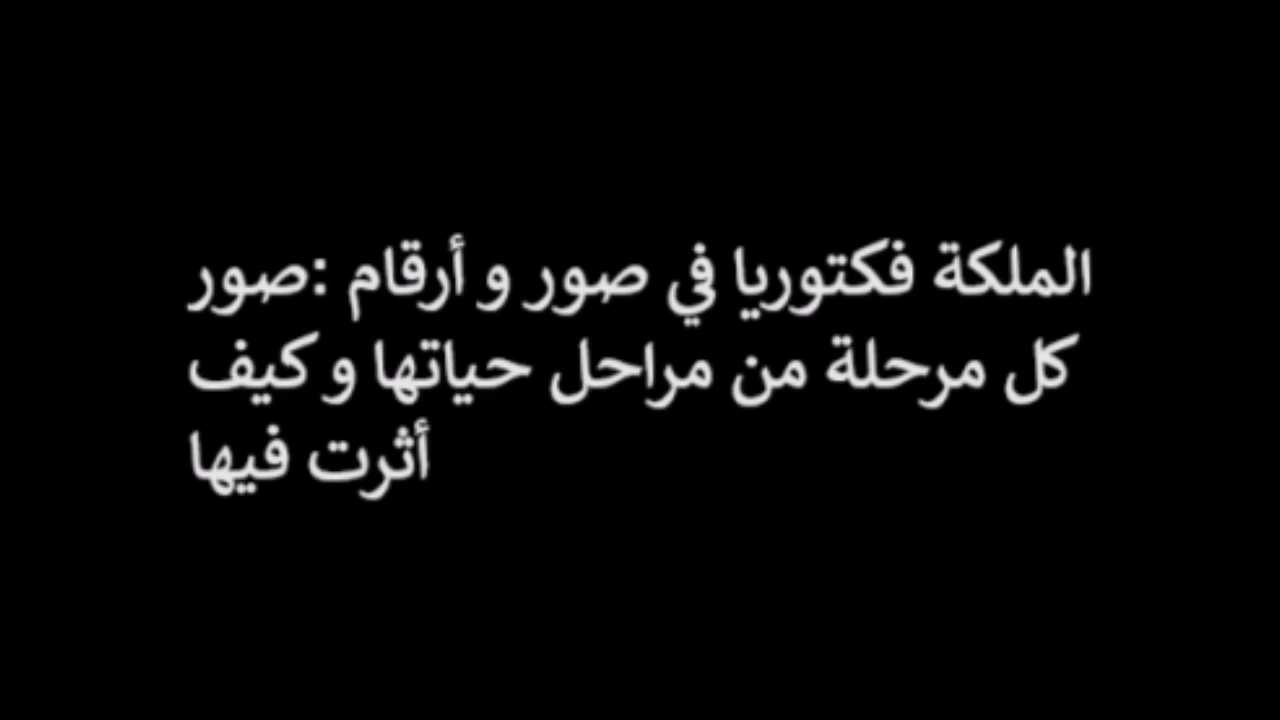 الملكة فكتوريا في صور و أرقام :صور
كل مرحلة من مراحل حياتها و كيف
أثرت فيها